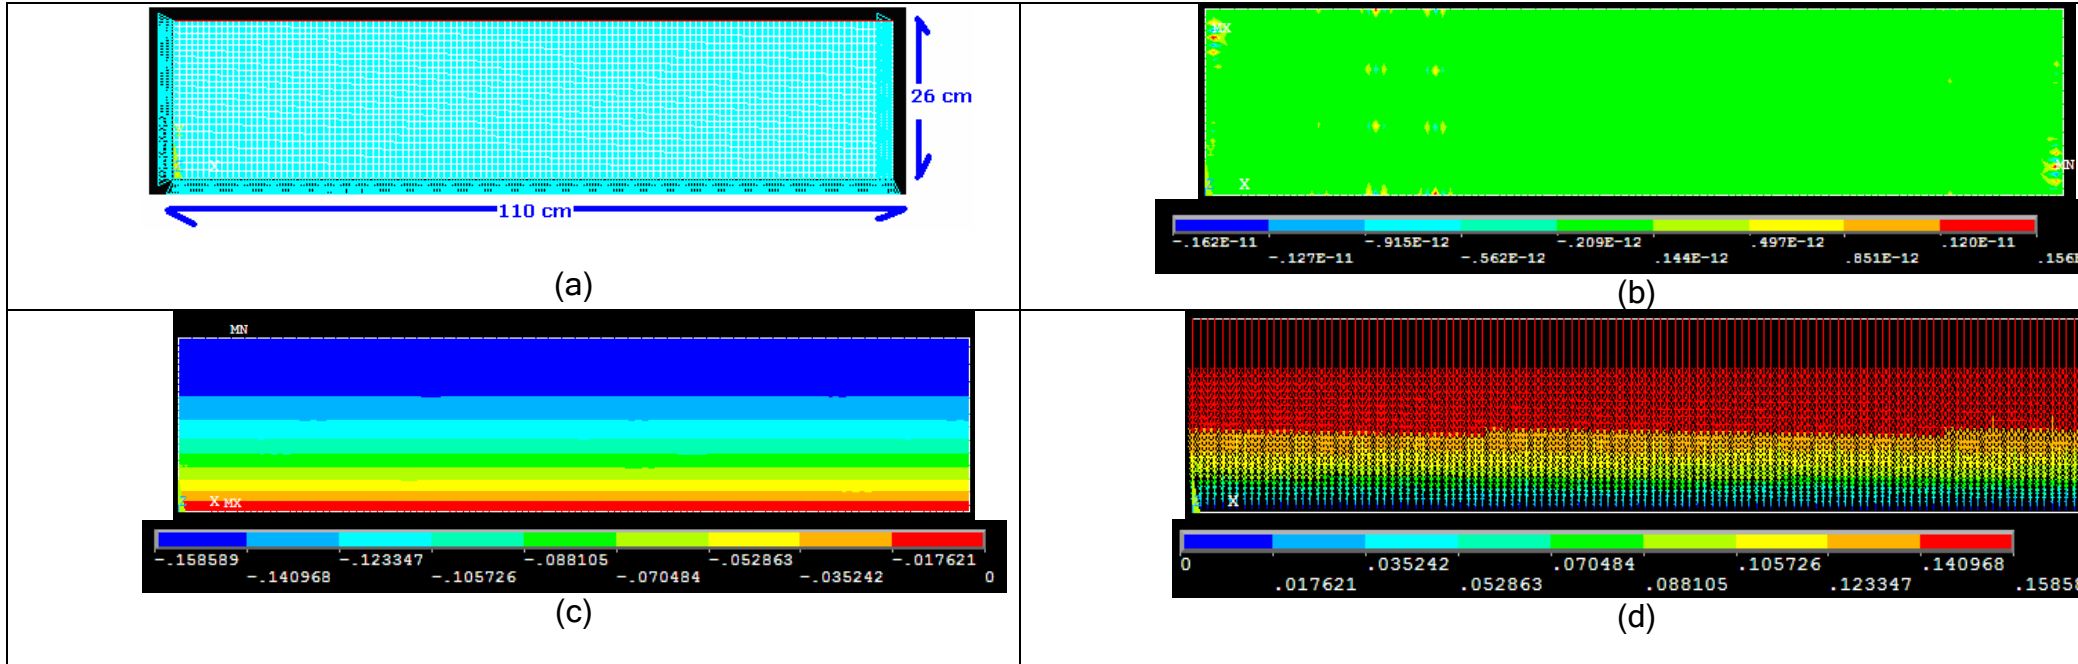 26 cm
X
110 cm
(a)
MX
MN
Y
X
-.162E-11 -.915E-12 -.209E-12 .497E-12 .120E-11
-.127E-11 -.562E-12 .144E-12 .851E-12 .156
(b)
MN
Z X MX
-.158589 -.123347 -.088105 -.052863 -.017621
-.140968 -.105726 -.070484 -.035242 0
(c)
X
0 .035242 .070484 .105726 .140968
.017621 .052863 .088105 .123347 .1585
(d)